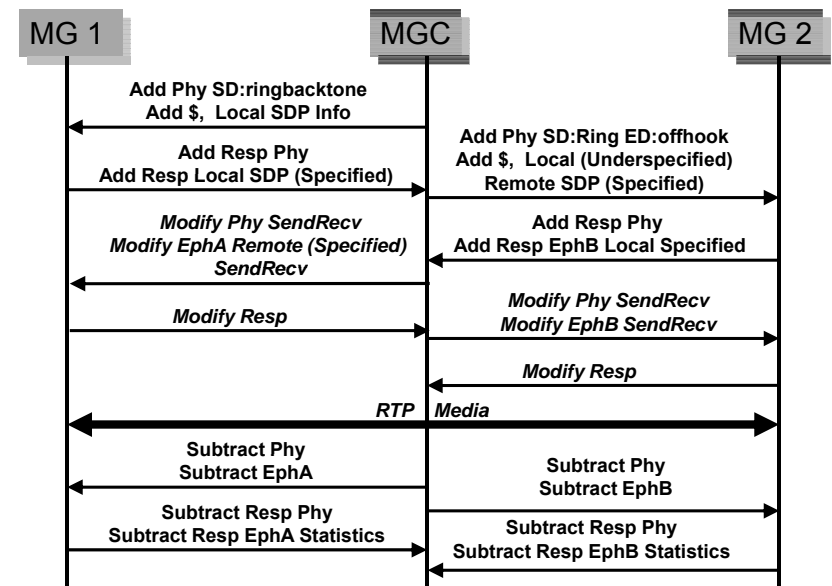 MG 1
MGC
MG 2
Add Phy SD:ringbacktone
Add $, Local SDP Info
Add Phy SD:Ring ED:offhook
Add $, Local (Underspecified)
Remote SDP (Specified)
Add Resp Phy
Add Resp Local SDP (Specified)
Modify Phy SendRecv
Modify EphA Remote (Specified)
SendRecv
Add Resp Phy
Add Resp EphB Local Specified
Modify Resp
Modify Phy SendRecv
Modify EphB SendRecv
Modify Resp
RTP Media
Subtract Phy
Subtract EphA
Subtract Phy
Subtract EphB
Subtract Resp Phy
Subtract Resp EphA Statistics
Subtract Resp Phy
Subtract Resp EphB Statistics